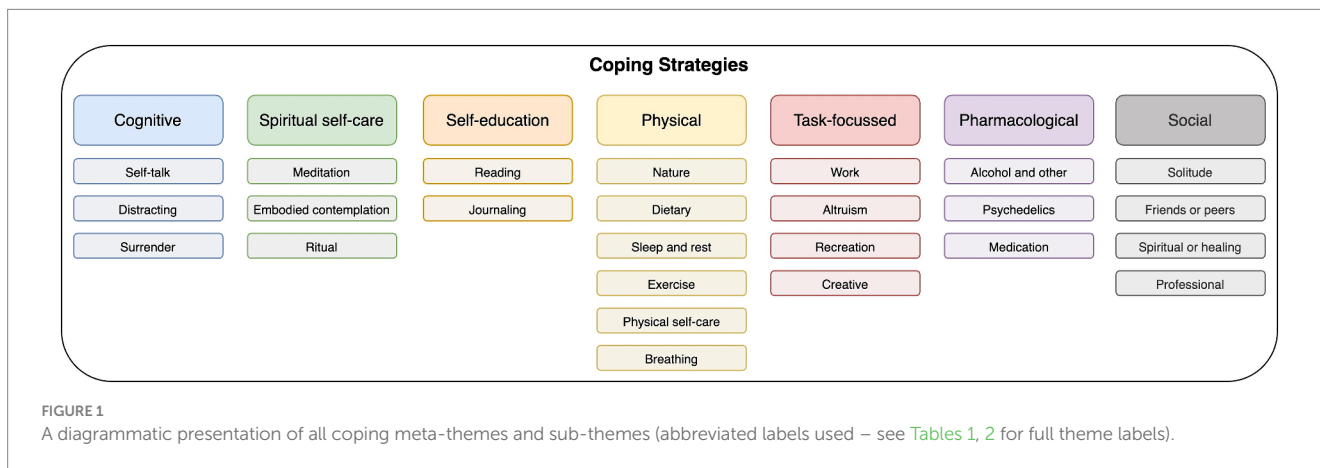 Coping Strategies
Cognitive
Self-talk
Distracting
Surrender
Spiritual self-care
Meditation
Embodied contemplation
Ritual
Self-education
Reading
Journaling
Physical
Nature
Dietary
Sleep and rest
Exercise
Physical self-care
Breathing
Task-focussed
Work
Altruism
Recreation
Creative
Pharmacological
Alcohol and other
Psychedelics
Medication
Social
Solitude
Friends or peers
Spiritual or healing
Professional
FIGURE 1
A diagrammatic presentation of all coping meta-themes and sub-themes (abbreviated labels used – see Tables 1, 2 for full theme labels).